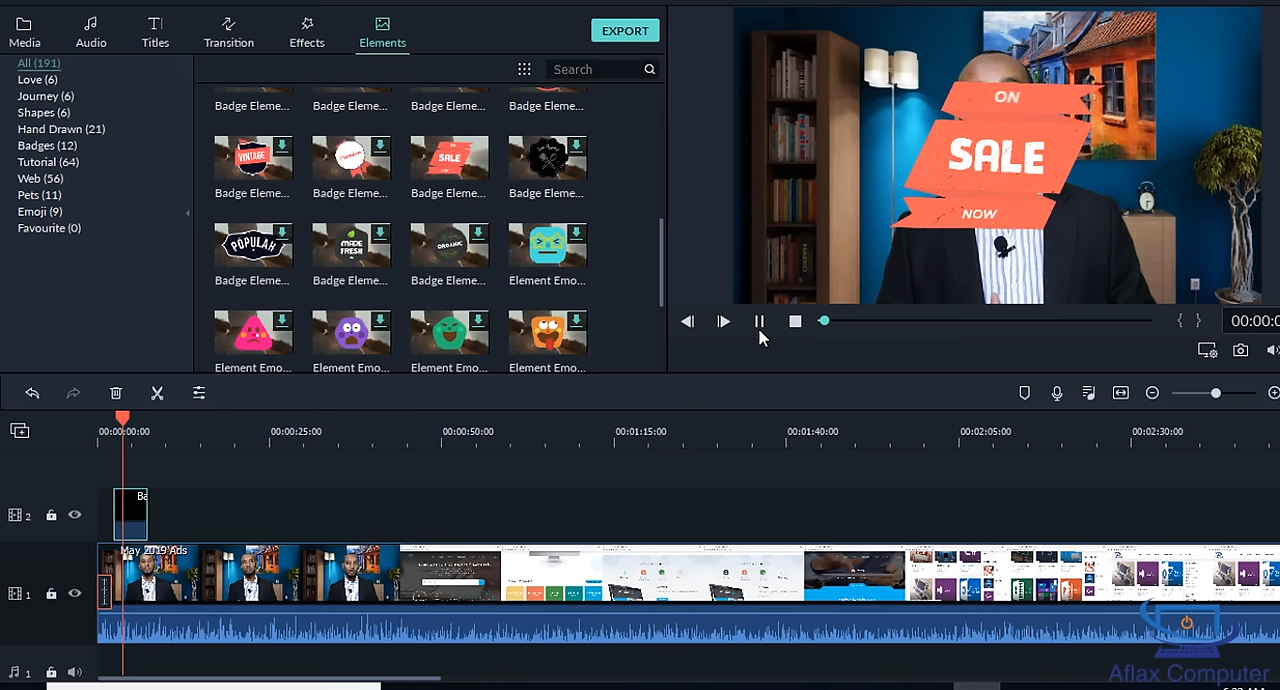 Media
Audio
Titles
Transition
Effects
Elements
EXPORT
All (191)
Love (6)
Journey (6)
Shapes (6)
Hand Drawn (21)
Badges (12)
Tutorial (64)
Web (56)
Pets (11)
Emoji (9)
Favourite (0)
Search
Badge Eleme... Badge Eleme... Badge Eleme... Badge Eleme...
VINTAGE
SALE
Badge Eleme... Badge Eleme... Badge Eleme... Badge Eleme...
POPULAR
MADE
FRESH
ORGANIC
Badge Eleme... Badge Eleme... Badge Eleme... Element Emo...
Element Emo... Element Emo... Element Emo... Element Emo...
ON
SALE
NOW
00:00:0
00:00:00:00 00:00:25:00 00:00:50:00 00:01:15:00 00:01:40:00 00:02:05:00 00:02:30:00
2
Ba
May 2019 Ads
1
1
Aflax Computer